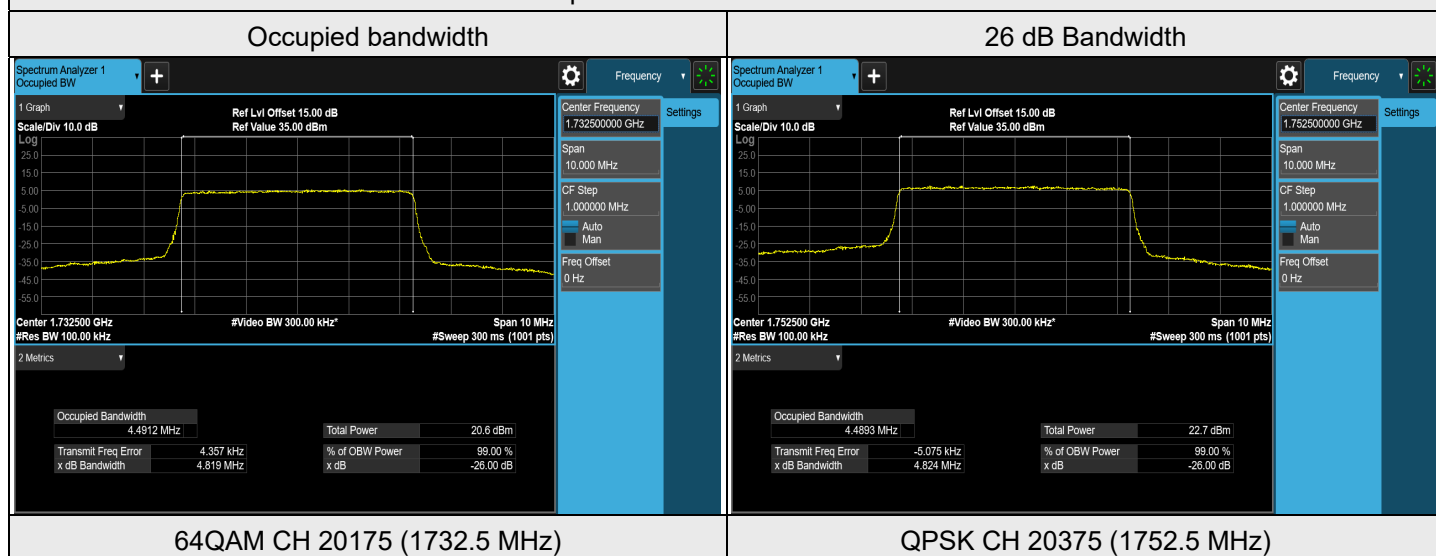 Occupied bandwidth
26 dB Bandwidth
Spectrum Analyzer 1
Occupied BW
Frequency
1 Graph
Scale/Div 10.0 dB
Ref Lvl Offset 15.00 dB
Ref Value 35.00 dBm
Log
25.0
15.0
5.00
-5.00
-15.0
-25.0
-35.0
-45.0
-55.0
Center 1.732500 GHz
#Res BW 100.00 kHz
#Video BW 300.00 kHz*
Span 10 MHz
#Sweep 300 ms (1001 pts)
Center Frequency
1.732500000 GHz
Settings
Span
10.000 MHz
CF Step
1.000000 MHz
Auto
Man
Freq Offset
0 Hz
2 Metrics
Occupied Bandwidth
4.4912 MHz
Total Power 20.6 dBm
Transmit Freq Error 4.357 kHz % of OBW Power 99.00 %
x dB Bandwidth 4.819 MHz x dB -26.00 dB
Spectrum Analyzer 1
Occupied BW
Frequency
1 Graph
Scale/Div 10.0 dB
Ref Lvl Offset 15.00 dB
Ref Value 35.00 dBm
Log
25.0
15.0
5.00
-5.00
-15.0
-25.0
-35.0
-45.0
-55.0
Center 1.752500 GHz
#Res BW 100.00 kHz
#Video BW 300.00 kHz*
Span 10 MHz
#Sweep 300 ms (1001 pts)
Center Frequency
1.752500000 GHz
Settings
Span
10.000 MHz
CF Step
1.000000 MHz
Auto
Man
Freq Offset
0 Hz
2 Metrics
Occupied Bandwidth
4.4893 MHz
Total Power 22.7 dBm
Transmit Freq Error -5.075 kHz % of OBW Power 99.00 %
x dB Bandwidth 4.824 MHz x dB -26.00 dB
64QAM CH 20175 (1732.5 MHz)
QPSK CH 20375 (1752.5 MHz)